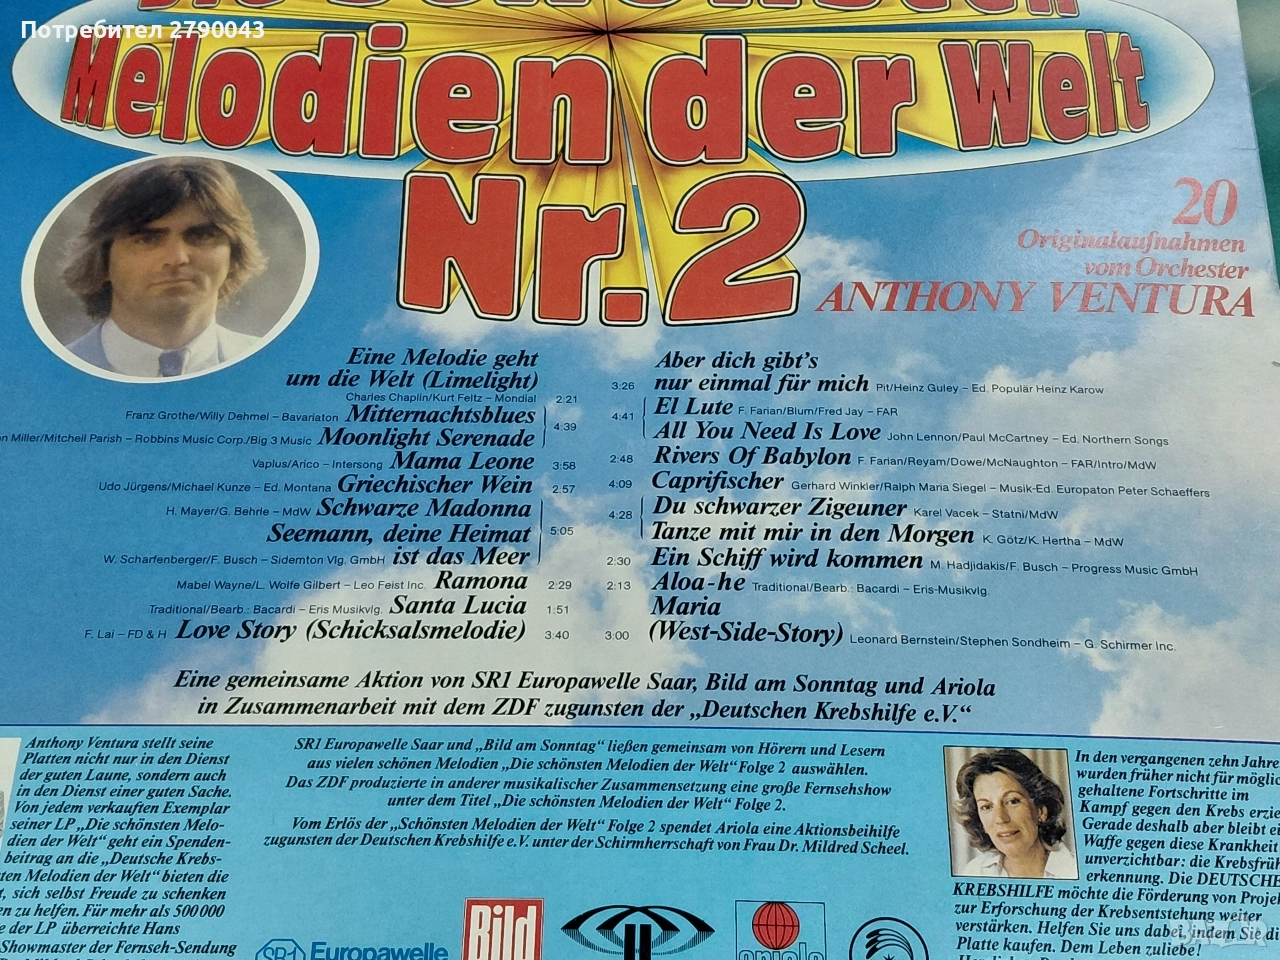 Потребител 2790043
Melodien der Welt
Nr.2
20
Originalaufnahmen
vom Orchester
ANTHONY VENTURA
Eine Melodie geht
um die Welt (Limelight)
Charles Chaplin/Kurt Feltz – Mondial 2:21
Franz Grothe/Willy Dehmel – Bavariaton Mitternachtsblues
4:39
Miller/Mitchell Parish – Robbins Music Corp./Big 3 Music Moonlight Serenade
Vaplus/Arico – Intersong Mama Leone 3:58
Udo Jürgens/Michael Kunze – Ed. Montana Griechischer Wein 2:57
H. Mayer/G. Behrle – MdW Schwarze Madonna
Seemann, deine Heimat 5:05
W. Scharfenberger/F. Busch – Sidemton Vlg. GmbH ist das Meer
Mabel Wayne/L. Wolfe Gilbert – Leo Feist Inc. Ramona 2:29
Traditional/Bearb.: Bacardi – Eris Musikvlg. Santa Lucia 1:51
F. Lai – FD & H Love Story (Schicksalsmelodie) 3:40
Aber dich gibt's
3:26 nur einmal für mich Pit/Heinz Guley – Ed. Populär Heinz Karow
4:41 El Lute F. Farian/Blum/Fred Jay – FAR
All You Need Is Love John Lennon/Paul McCartney – Ed. Northern Songs
2:48 Rivers Of Babylon F. Farian/Reyam/Dowe/McNaughton – FAR/Intro/MdW
4:09 Caprifischer Gerhard Winkler/Ralph Maria Siegel – Musik-Ed. Europaton Peter Schaeffers
4:28 Du schwarzer Zigeuner Karel Vacek – Statni/MdW
Tanze mit mir in den Morgen K. Götz/K. Hertha – MdW
2:30 Ein Schiff wird kommen M. Hadjidakis/F. Busch – Progress Music GmbH
2:13 Aloa-he Traditional/Bearb.: Bacardi – Eris-Musikvlg.
Maria
3:00 (West-Side-Story) Leonard Bernstein/Stephen Sondheim – G. Schirmer Inc.
Eine gemeinsame Aktion von SR1 Europawelle Saar, Bild am Sonntag und Ariola
in Zusammenarbeit mit dem ZDF zugunsten der „Deutschen Krebshilfe e.V.“
Anthony Ventura stellt seine
Platten nicht nur in den Dienst
der guten Laune, sondern auch
in den Dienst einer guten Sache.
Von jedem verkauften Exemplar
seiner LP „Die schönsten Melo-
dien der Welt“ geht ein Spenden-
beitrag an die „Deutsche Krebs-
Melodien der Welt“ bieten die
sich selbst Freude zu schenken
zu helfen. Für mehr als 500 000
der LP überreichte Hans
Showmaster der Fernseh-Sendung
SR1 Europawelle Saar und „Bild am Sonntag“ ließen gemeinsam von Hörern und Lesern
aus vielen schönen Melodien „Die schönsten Melodien der Welt“ Folge 2 auswählen.
Das ZDF produzierte in anderer musikalischer Zusammensetzung eine große Fernsehshow
unter dem Titel „Die schönsten Melodien der Welt“ Folge 2.
Vom Erlös der „Schönsten Melodien der Welt“ Folge 2 spendet Ariola eine Aktionsbeihilfe
zugunsten der Deutschen Krebshilfe e.V. unter der Schirmherrschaft von Frau Dr. Mildred Scheel.
SR1 Europawelle
Bild
ariola
In den vergangenen zehn Jahre
wurden früher nicht für möglic
gehaltene Fortschritte im
Kampf gegen den Krebs erzie
Gerade deshalb aber bleibt e
Waffe gegen diese Krankheit
unverzichtbar: die Krebsfrüh
erkennung. Die DEUTSCHE
KREBSHILFE möchte die Förderung von Projek
zur Erforschung der Krebsentstehung weiter
verstärken. Helfen Sie uns dabei, indem Sie di
Platte kaufen. Dem Leben zuliebe!